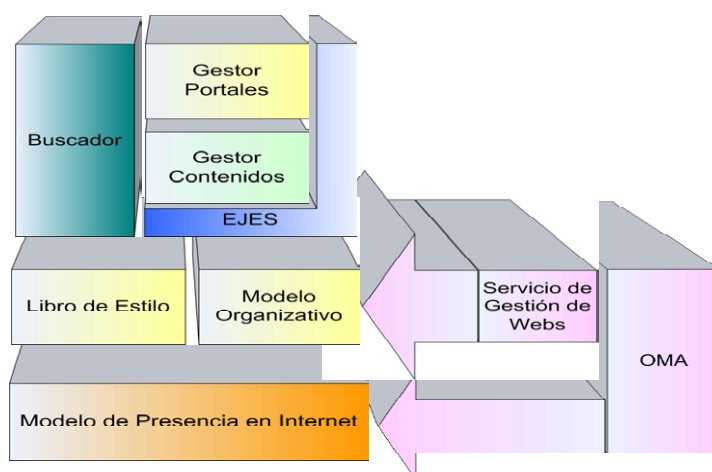 Gestor
Portales
Buscador
Gestor
Contenidos
EJES
Libro de Estilo
Modelo
Organizativo
Servicio de
Gestión de
Webs
OMA
Modelo de Presencia en Internet